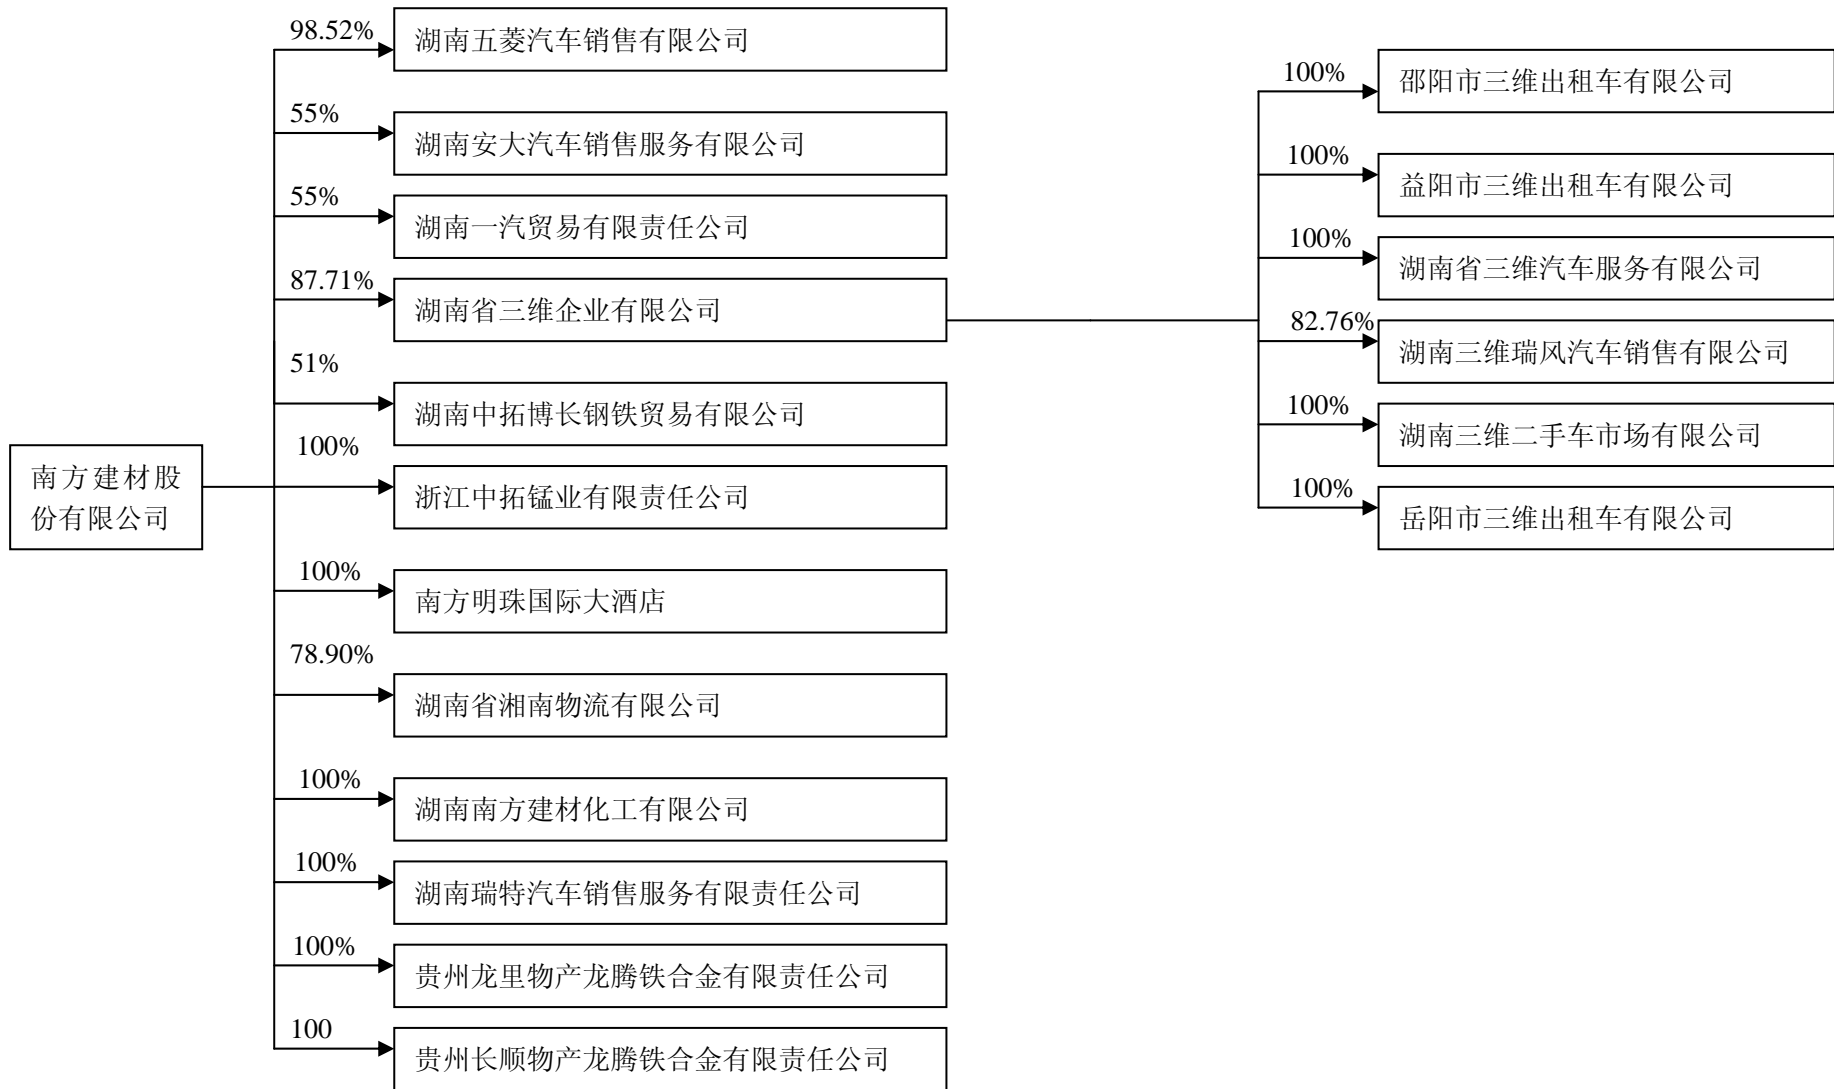 南方建材股
份有限公司
98.52%
湖南五菱汽车销售有限公司
55%
湖南安大汽车销售服务有限公司
55%
湖南一汽贸易有限责任公司
87.71%
湖南省三维企业有限公司
51%
湖南中拓博长钢铁贸易有限公司
100%
浙江中拓锰业有限责任公司
100%
南方明珠国际大酒店
78.90%
湖南省湘南物流有限公司
100%
湖南南方建材化工有限公司
100%
湖南瑞特汽车销售服务有限责任公司
100%
贵州龙里物产龙腾铁合金有限责任公司
100
贵州长顺物产龙腾铁合金有限责任公司
100%
邵阳市三维出租车有限公司
100%
益阳市三维出租车有限公司
100%
湖南省三维汽车服务有限公司
82.76%
湖南三维瑞风汽车销售有限公司
100%
湖南三维二手车市场有限公司
100%
岳阳市三维出租车有限公司